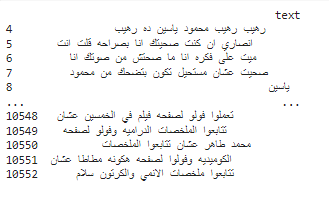 text
4 رهيب رهيب محمود ياسين ده رهيب
5 انصاري ان كنت صحيتك انا بصراحه قلت انت
6 ميت على فكره انا ما صحتش من صوتك انا
7 صحيت عشان مستحيل تكون بتضحك من محمود
8 ياسين
... ...
10548 تعملوا فولو لصفحه فيلم في الخمسين عشان
10549 تتابعوا الملخصات الدراميه وفولو لصفحه
10550 محمد طاهر عشان تتابعوا الملخصات
10551 الكوميديه وفولوا لصفحه هكونه مطاطا عشان
10552 تتابعوا ملخصات الانمي والكرتون سلام